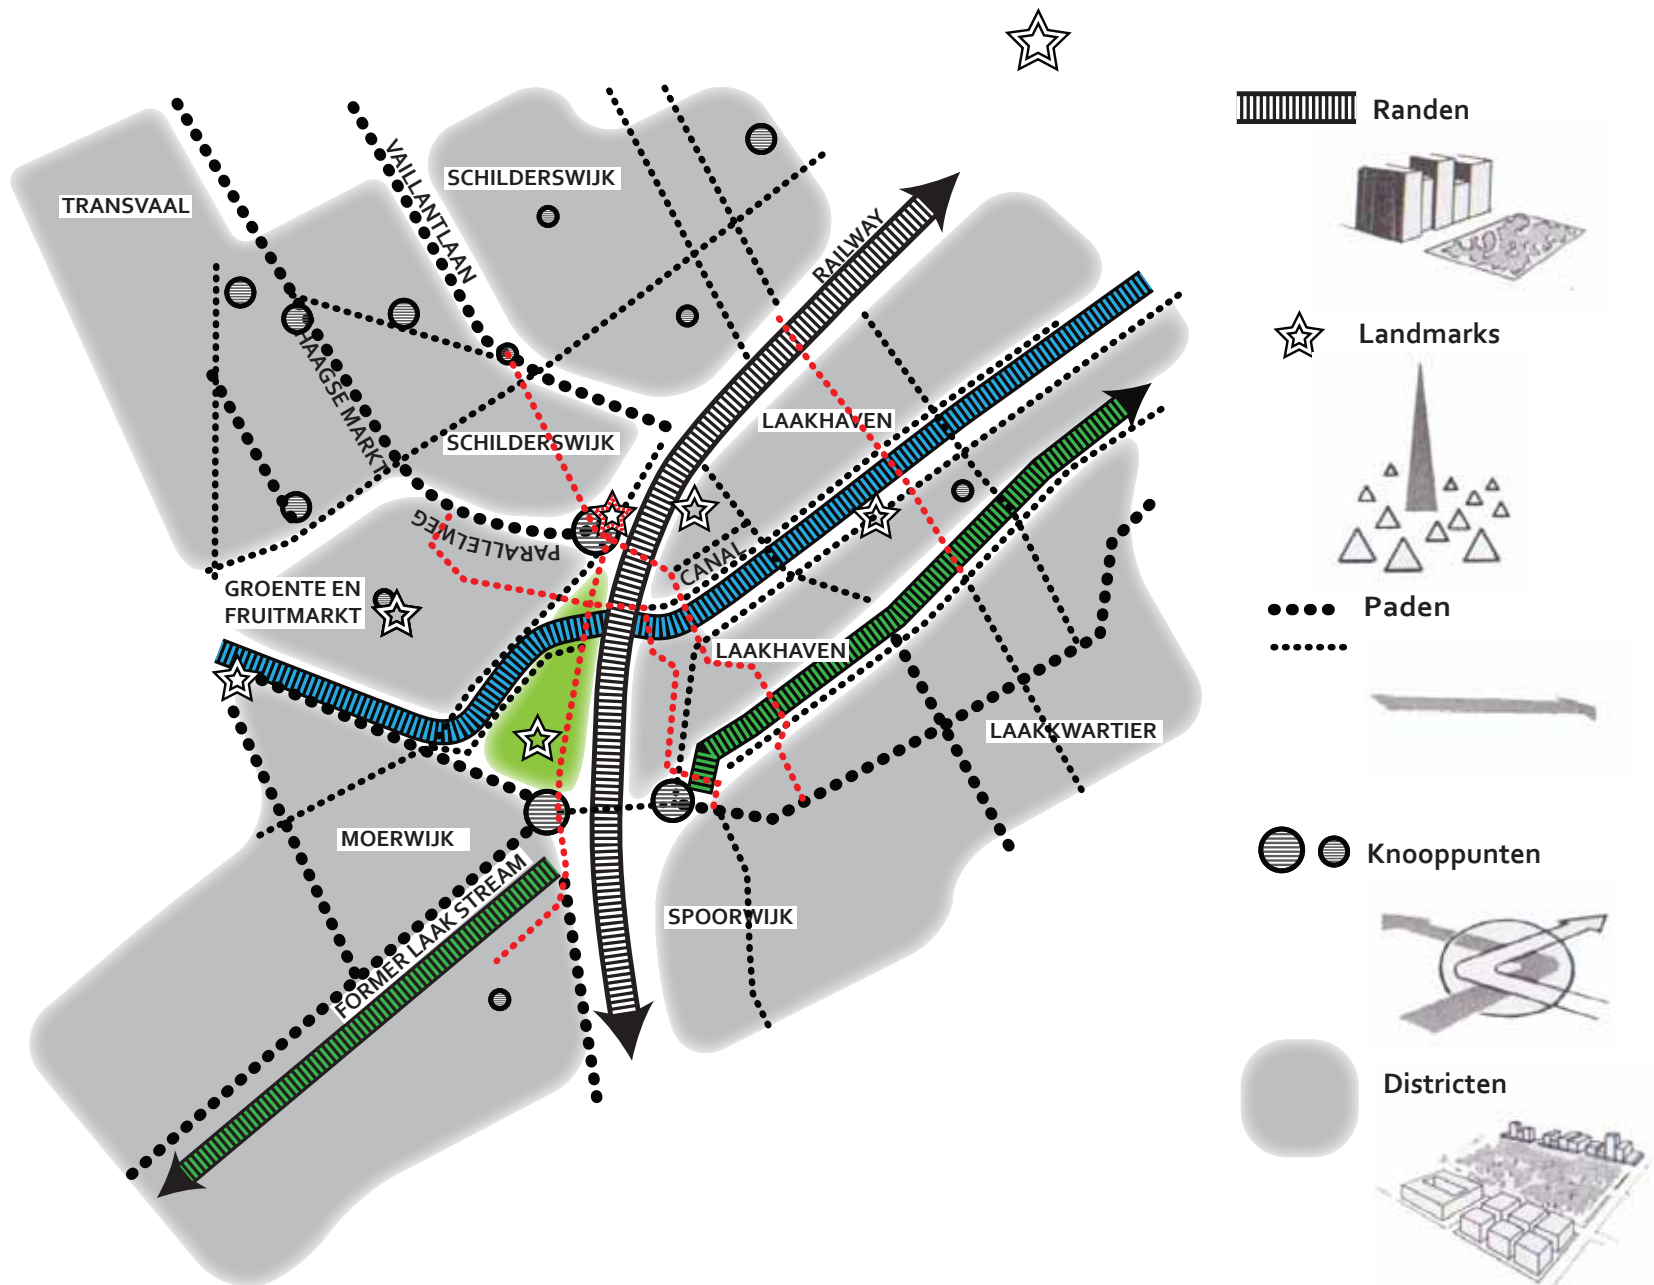 Randen
VAILLANTLAAN
SCHILDERSWIJK
TRANSVAAL
RAILWAY
Landmarks
HAAGSE MARKT
LAAKHAVEN
SCHILDERSWIJK
PARALLELWEG
CANAL
GROENTE EN
FRUITMARKT
Paden
LAAKHAVEN
LAAKKWARTIER
MOERWIJK
Knooppunten
FORMER LAAK STREAM
SPOORWIJK
Districten